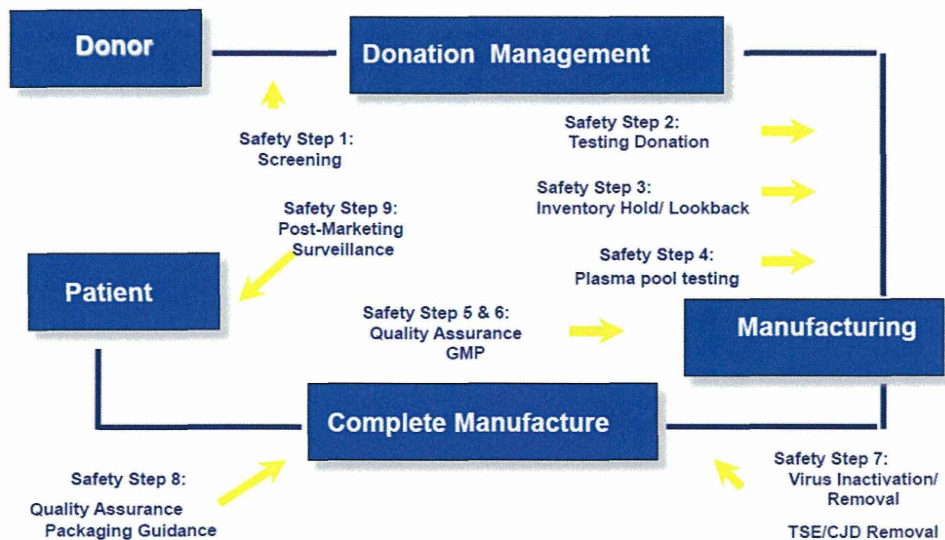 Donor
Donation Management
Safety Step 1:
Screening
Safety Step 2:
Testing Donation
Safety Step 3:
Inventory Hold/ Lookback
Safety Step 4:
Plasma pool testing
Safety Step 9:
Post-Marketing
Surveillance
Patient
Safety Step 5 & 6:
Quality Assurance
GMP
Manufacturing
Complete Manufacture
Safety Step 7:
Virus Inactivation/
Removal
TSE/CJD Removal
Safety Step 8:
Quality Assurance
Packaging Guidance